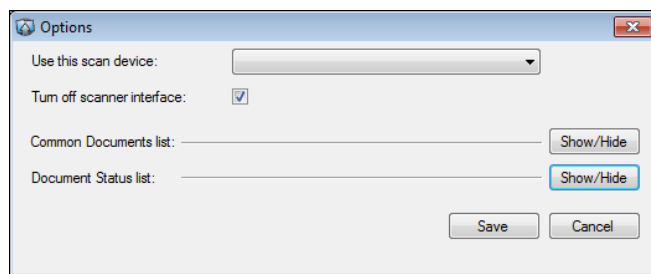 Options
Use this scan device:
Turn off scanner interface:
Common Documents list: Show/Hide
Document Status list: Show/Hide
Save Cancel